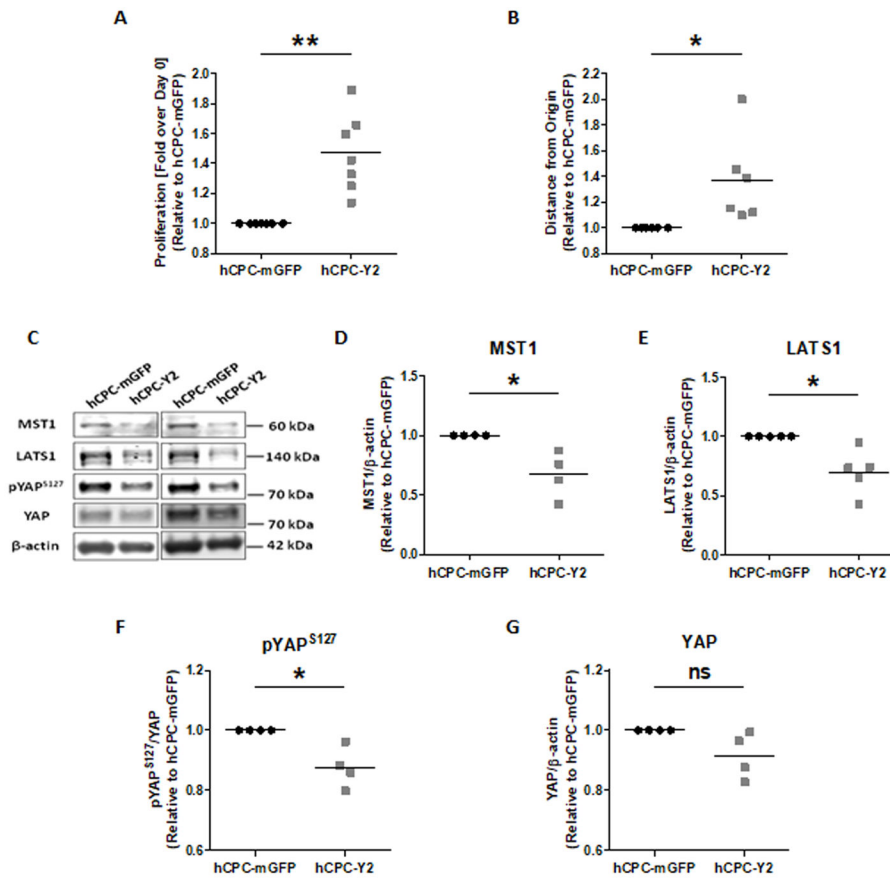 A
**
Proliferation [Fold over Day 0]
(Relative to hCPC-mGFP)
2.0
1.8
1.6
1.4
1.2
1.0
0.8
hCPC-mGFP hCPC-Y2
B
*
Distance from Origin
(Relative to hCPC-mGFP)
2.2
2.0
1.8
1.6
1.4
1.2
1.0
0.8
hCPC-mGFP hCPC-Y2
C
hCPC-mGFP hCPC-Y2 hCPC-mGFP hCPC-Y2
MST1 60 kDa
LATS1 140 kDa
pYAP^S127 70 kDa
YAP 70 kDa
β-actin 42 kDa
D
MST1
*
MST1/β-actin
(Relative to hCPC-mGFP)
1.5
1.0
0.5
0.0
hCPC-mGFP hCPC-Y2
E
LATS1
*
LATS1/β-actin
(Relative to hCPC-mGFP)
1.5
1.0
0.5
0.0
hCPC-mGFP hCPC-Y2
F
pYAP^S127
*
pYAP^S127/YAP
(Relative to hCPC-mGFP)
1.2
1.0
0.8
0.6
hCPC-mGFP hCPC-Y2
G
YAP
ns
YAP/β-actin
(Relative to hCPC-mGFP)
1.2
1.0
0.8
0.6
hCPC-mGFP hCPC-Y2